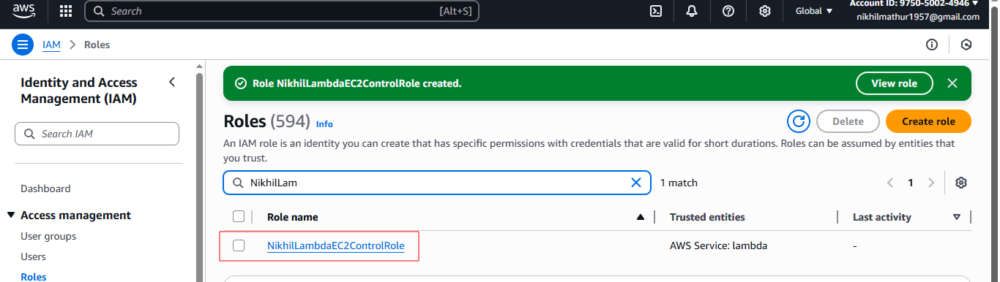 aws
Search
[Alt+S]
Global
Account ID: 9750-5002-4946
nikhilmathur1957@gmail.com
IAM
Roles
Identity and Access
Management (IAM)
Search IAM
Dashboard
Access management
User groups
Users
Roles
Role NikhilLambdaEC2ControlRole created.
View role
Roles (594)
Info
Delete
Create role
An IAM role is an identity you can create that has specific permissions with credentials that are valid for short durations. Roles can be assumed by entities that
you trust.
NikhilLam
1 match
1
Role name
Trusted entities
Last activity
NikhilLambdaEC2ControlRole
AWS Service: lambda
-